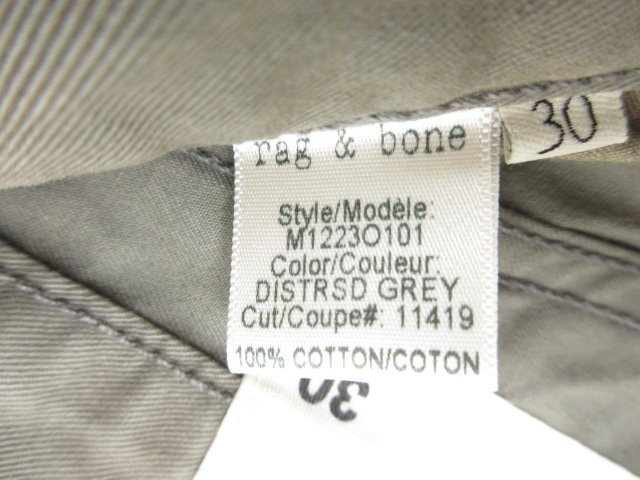 30
rag & bone
Style/Modèle:
M1223O101
Color/Couleur:
DISTRSD GREY
Cut/Coupe#: 11419
100% COTTON/COTON
30